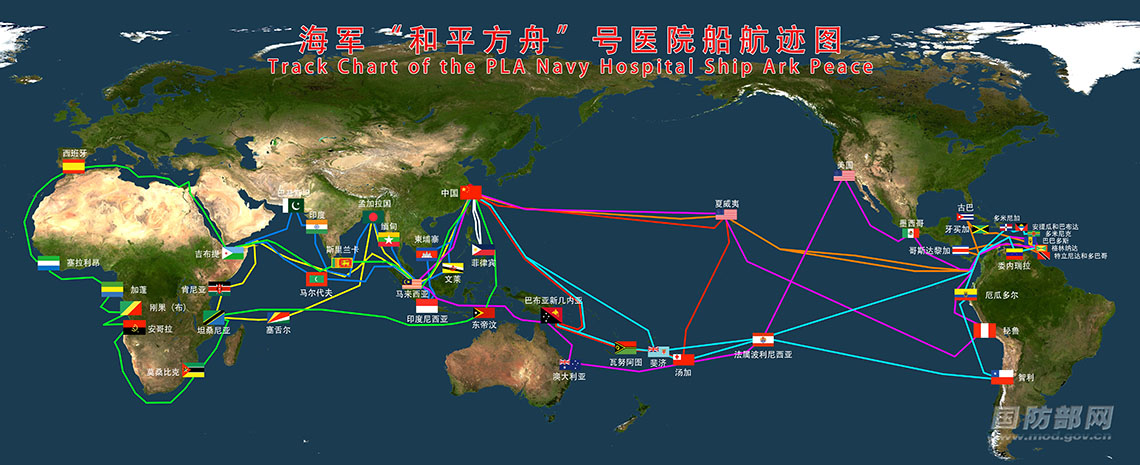 海军“和平方舟”号医院船航迹图
Track Chart of the PLA Navy Hospital Ship Ark Peace
西班牙
塞拉利昂
加蓬
刚果（布）
安哥拉
莫桑比克
吉布提
肯尼亚
坦桑尼亚
塞舌尔
印度
孟加拉国
缅甸
斯里兰卡
马尔代夫
中国
柬埔寨
菲律宾
文莱
马来西亚
印度尼西亚
东帝汶
巴布亚新几内亚
澳大利亚
瓦努阿图
斐济
汤加
夏威夷
法属波利尼西亚
美国
墨西哥
古巴
牙买加
多米尼加
安提瓜和巴布达
多米尼克
巴巴多斯
格林纳达
特立尼达和多巴哥
哥斯达黎加
委内瑞拉
厄瓜多尔
秘鲁
智利
国防部网
www.mod.gov.cn